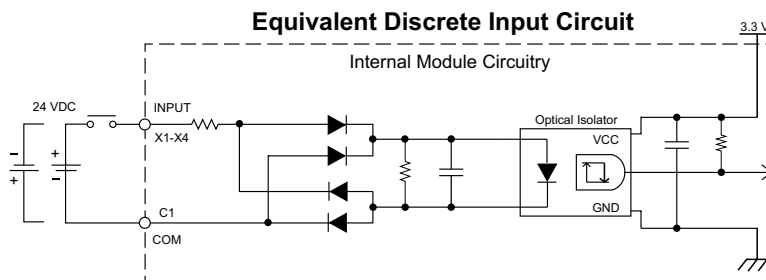 Equivalent Discrete Input Circuit
3.3 V
Internal Module Circuitry
24 VDC
INPUT
X1-X4
Optical Isolator
VCC
GND
C1
COM
− +
+ −